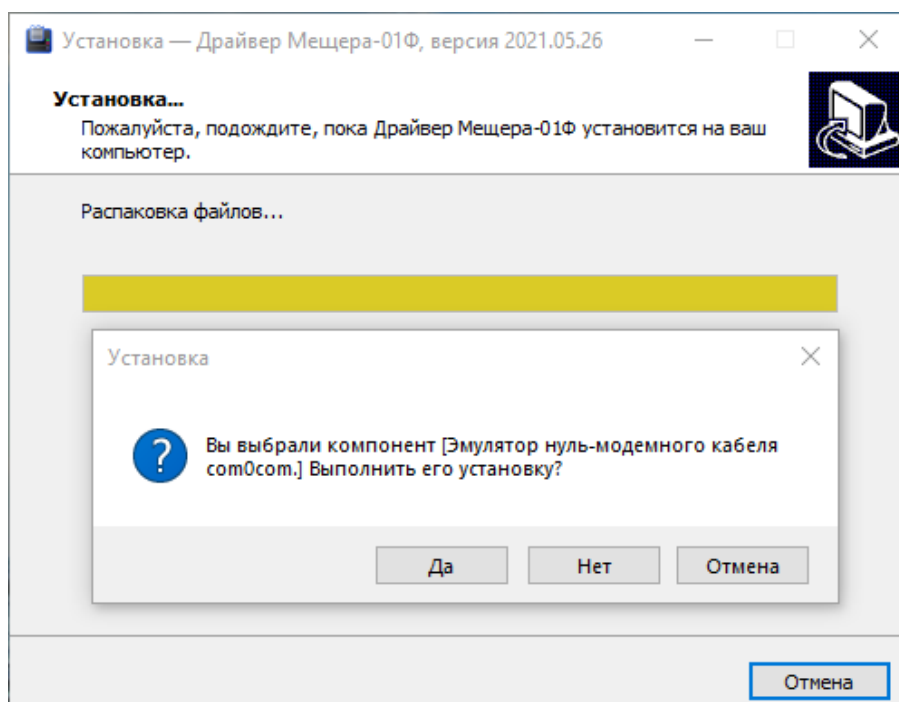 Установка — Драйвер Мещера-01Ф, версия 2021.05.26
Установка...
Пожалуйста, подождите, пока Драйвер Мещера-01Ф установится на ваш
компьютер.
Распаковка файлов...
Установка
Вы выбрали компонент [Эмулятор нуль-модемного кабеля
com0com.] Выполнить его установку?
Да Нет Отмена
Отмена